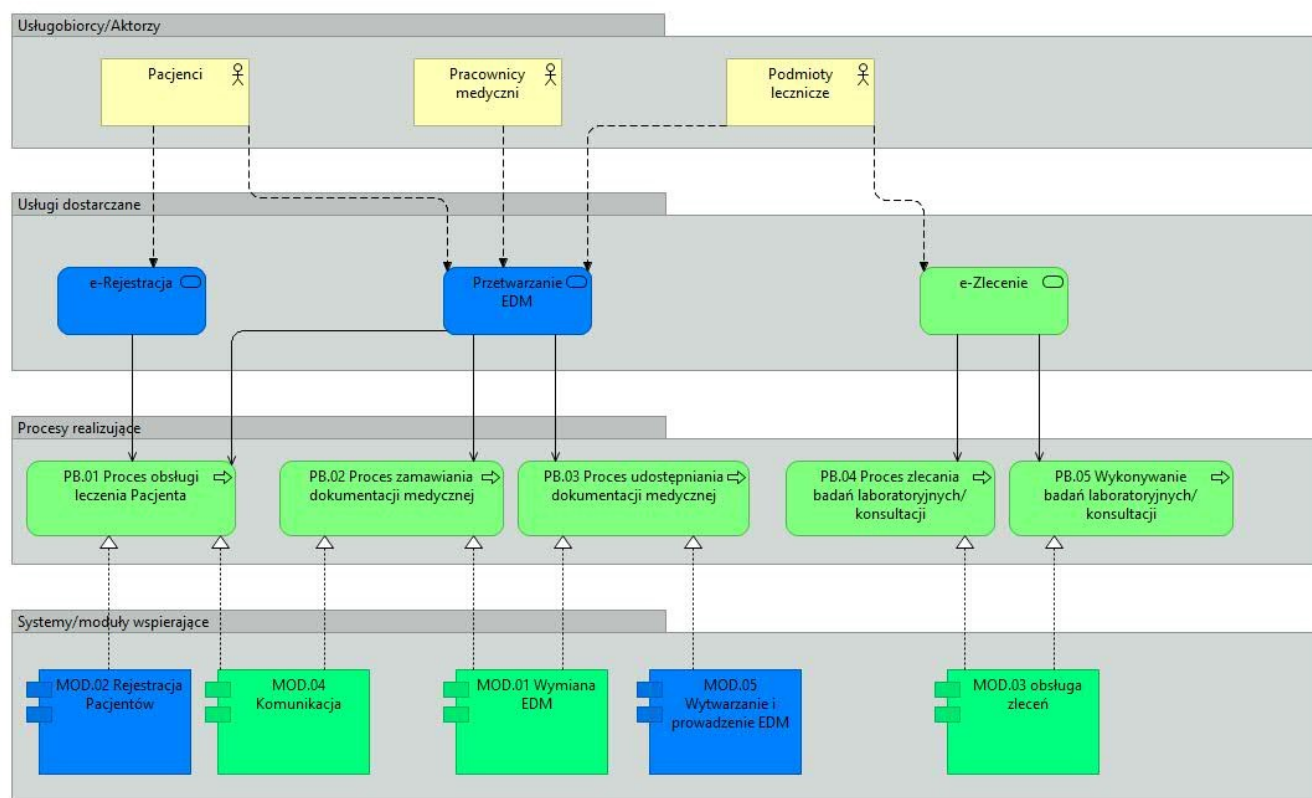 Usługobiorcy/Aktorzy
Pacjenci
Pracownicy
medyczni
Podmioty
lecznicze
Usługi dostarczane
e-Rejestracja
Przetwarzanie
EDM
e-Zlecenie
Procesy realizujące
PB.01 Proces obsługi
leczenia Pacjenta
PB.02 Proces zamawiania
dokumentacji medycznej
PB.03 Proces udostępniania
dokumentacji medycznej
PB.04 Proces zlecania
badań laboratoryjnych/
konsultacji
PB.05 Wykonywanie
badań laboratoryjnych/
konsultacji
Systemy/moduły wspierające
MOD.02 Rejestracja
Pacjentów
MOD.04
Komunikacja
MOD.01 Wymiana
EDM
MOD.05
Wytwarzanie i
prowadzenie EDM
MOD.03 obsługa
zleceń